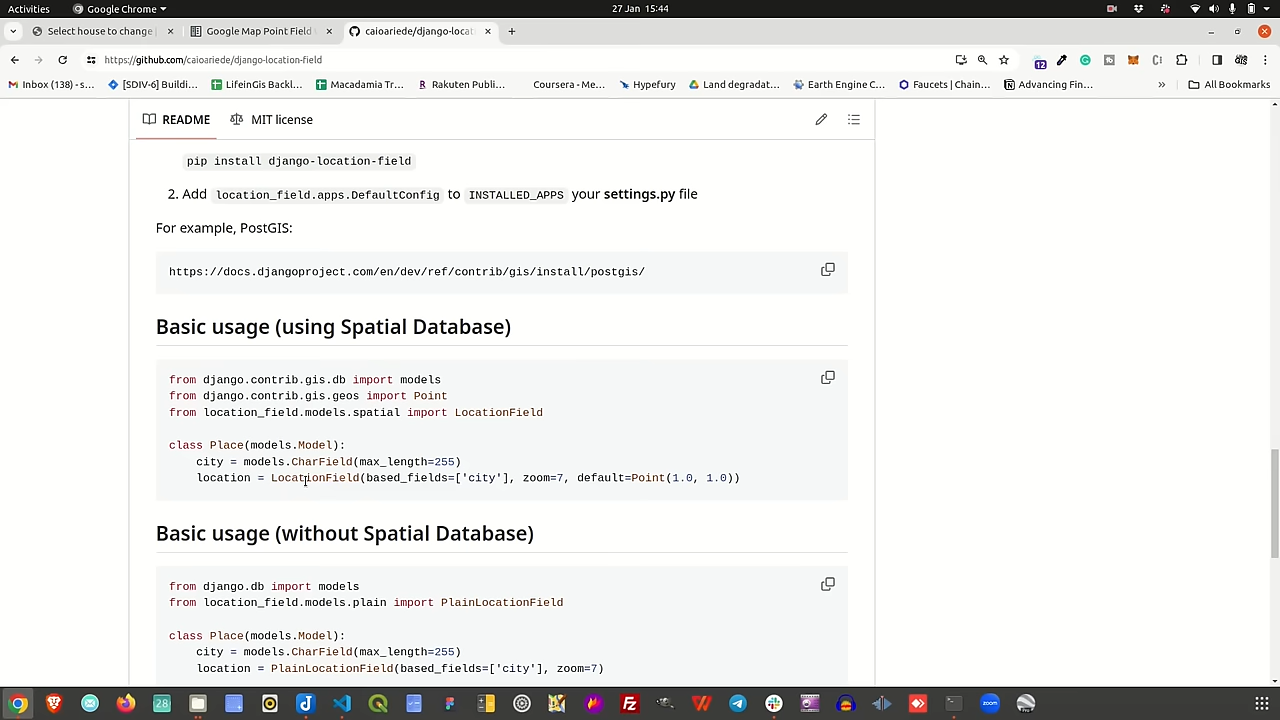 Activities
Google Chrome
27 Jan 15:44
Select house to change
Google Map Point Field
caioariede/django-locat
https://github.com/caioariede/django-location-field
12
Inbox (138) - s...
[SDIV-6] Buildi...
LifeinGis Backl...
Macadamia Tr...
Rakuten Publi...
Coursera - Me...
Hypefury
Land degradat...
Earth Engine C...
Faucets | Chain...
Advancing Fin...
All Bookmarks
README
MIT license
pip install django-location-field
2. Add location_field.apps.DefaultConfig to INSTALLED_APPS your settings.py file
For example, PostGIS:
https://docs.djangoproject.com/en/dev/ref/contrib/gis/install/postgis/
Basic usage (using Spatial Database)
from django.contrib.gis.db import models
from django.contrib.gis.geos import Point
from location_field.models.spatial import LocationField
class Place(models.Model):
city = models.CharField(max_length=255)
location = LocationField(based_fields=['city'], zoom=7, default=Point(1.0, 1.0))
Basic usage (without Spatial Database)
from django.db import models
from location_field.models.plain import PlainLocationField
class Place(models.Model):
city = models.CharField(max_length=255)
location = PlainLocationField(based_fields=['city'], zoom=7)
28
zoom